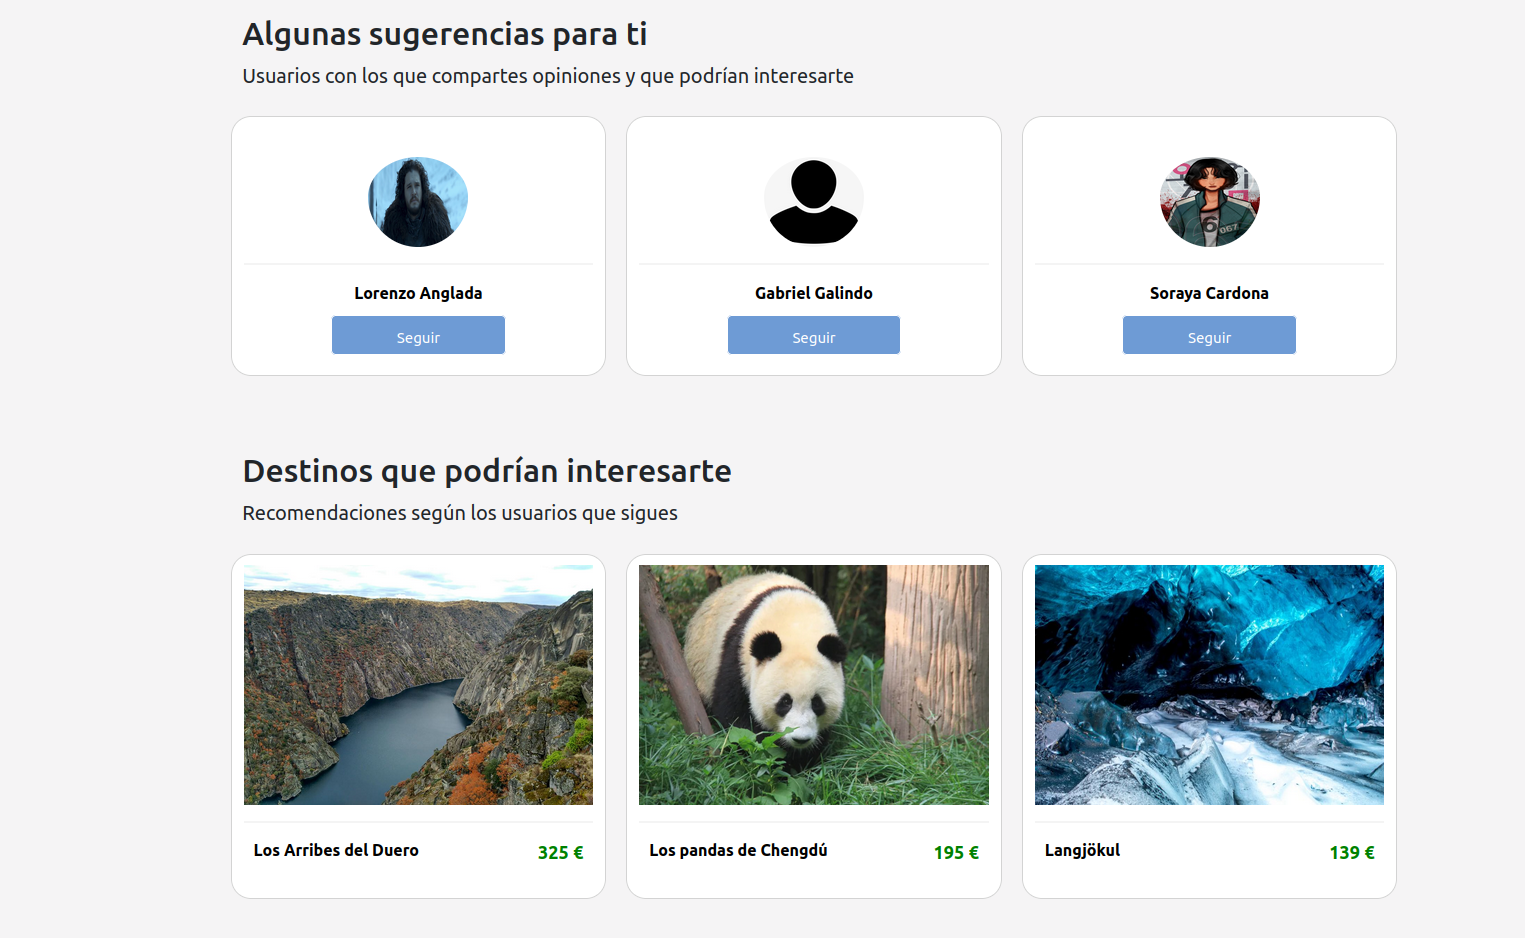 Algunas sugerencias para ti
Usuarios con los que compartes opiniones y que podrían interesarte
Lorenzo Anglada
Gabriel Galindo
6
067
Soraya Cardona
Seguir
Seguir
Seguir
Destinos que podrían interesarte
Recomendaciones según los usuarios que sigues
Los Arribes del Duero
325 €
Los pandas de Chengdú
195 €
Langjökul
139 €